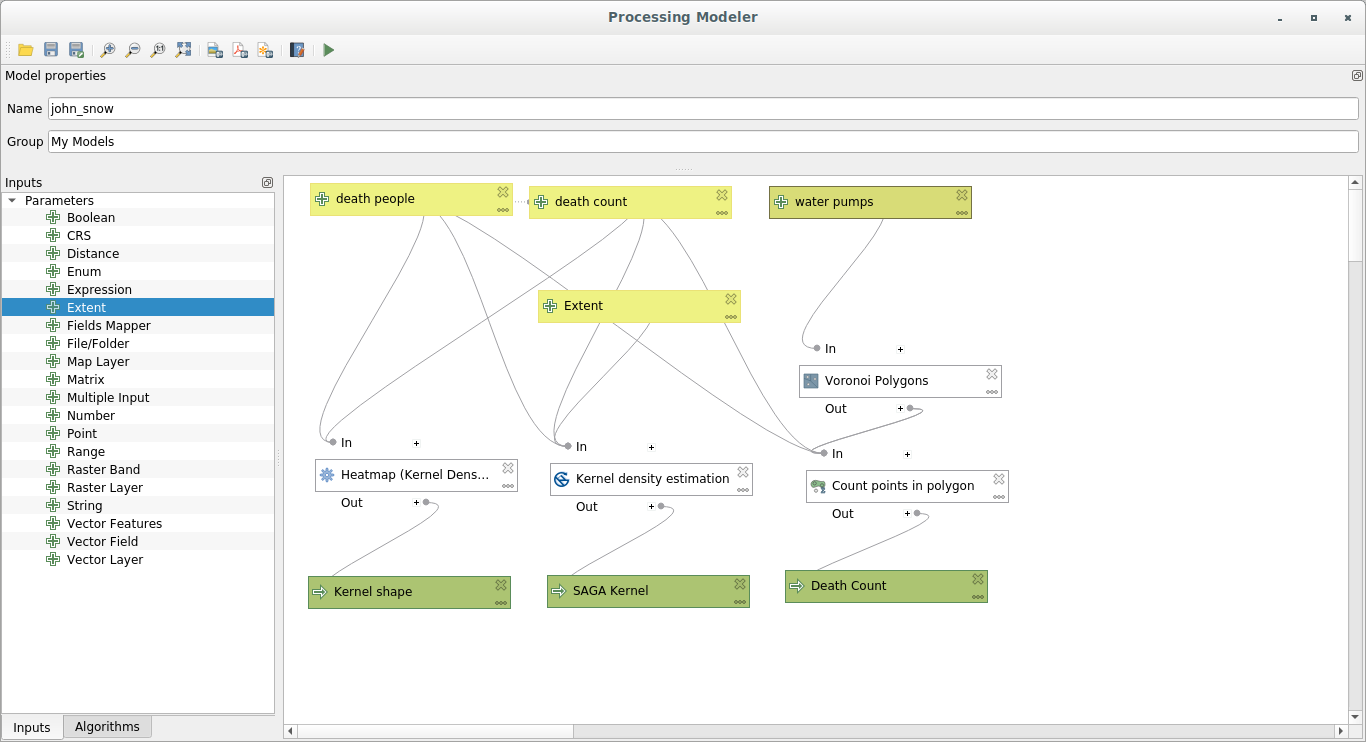 Processing Modeler
Model properties
Name john_snow
Group My Models
Inputs
Parameters
Boolean
CRS
Distance
Enum
Expression
Extent
Fields Mapper
File/Folder
Map Layer
Matrix
Multiple Input
Number
Point
Range
Raster Band
Raster Layer
String
Vector Features
Vector Field
Vector Layer
Inputs Algorithms
death people
death count
water pumps
Extent
In +
Voronoi Polygons
Out +
In +
Heatmap (Kernel Dens...
Out +
In +
Kernel density estimation
Out +
In +
Count points in polygon
Out +
Kernel shape
SAGA Kernel
Death Count